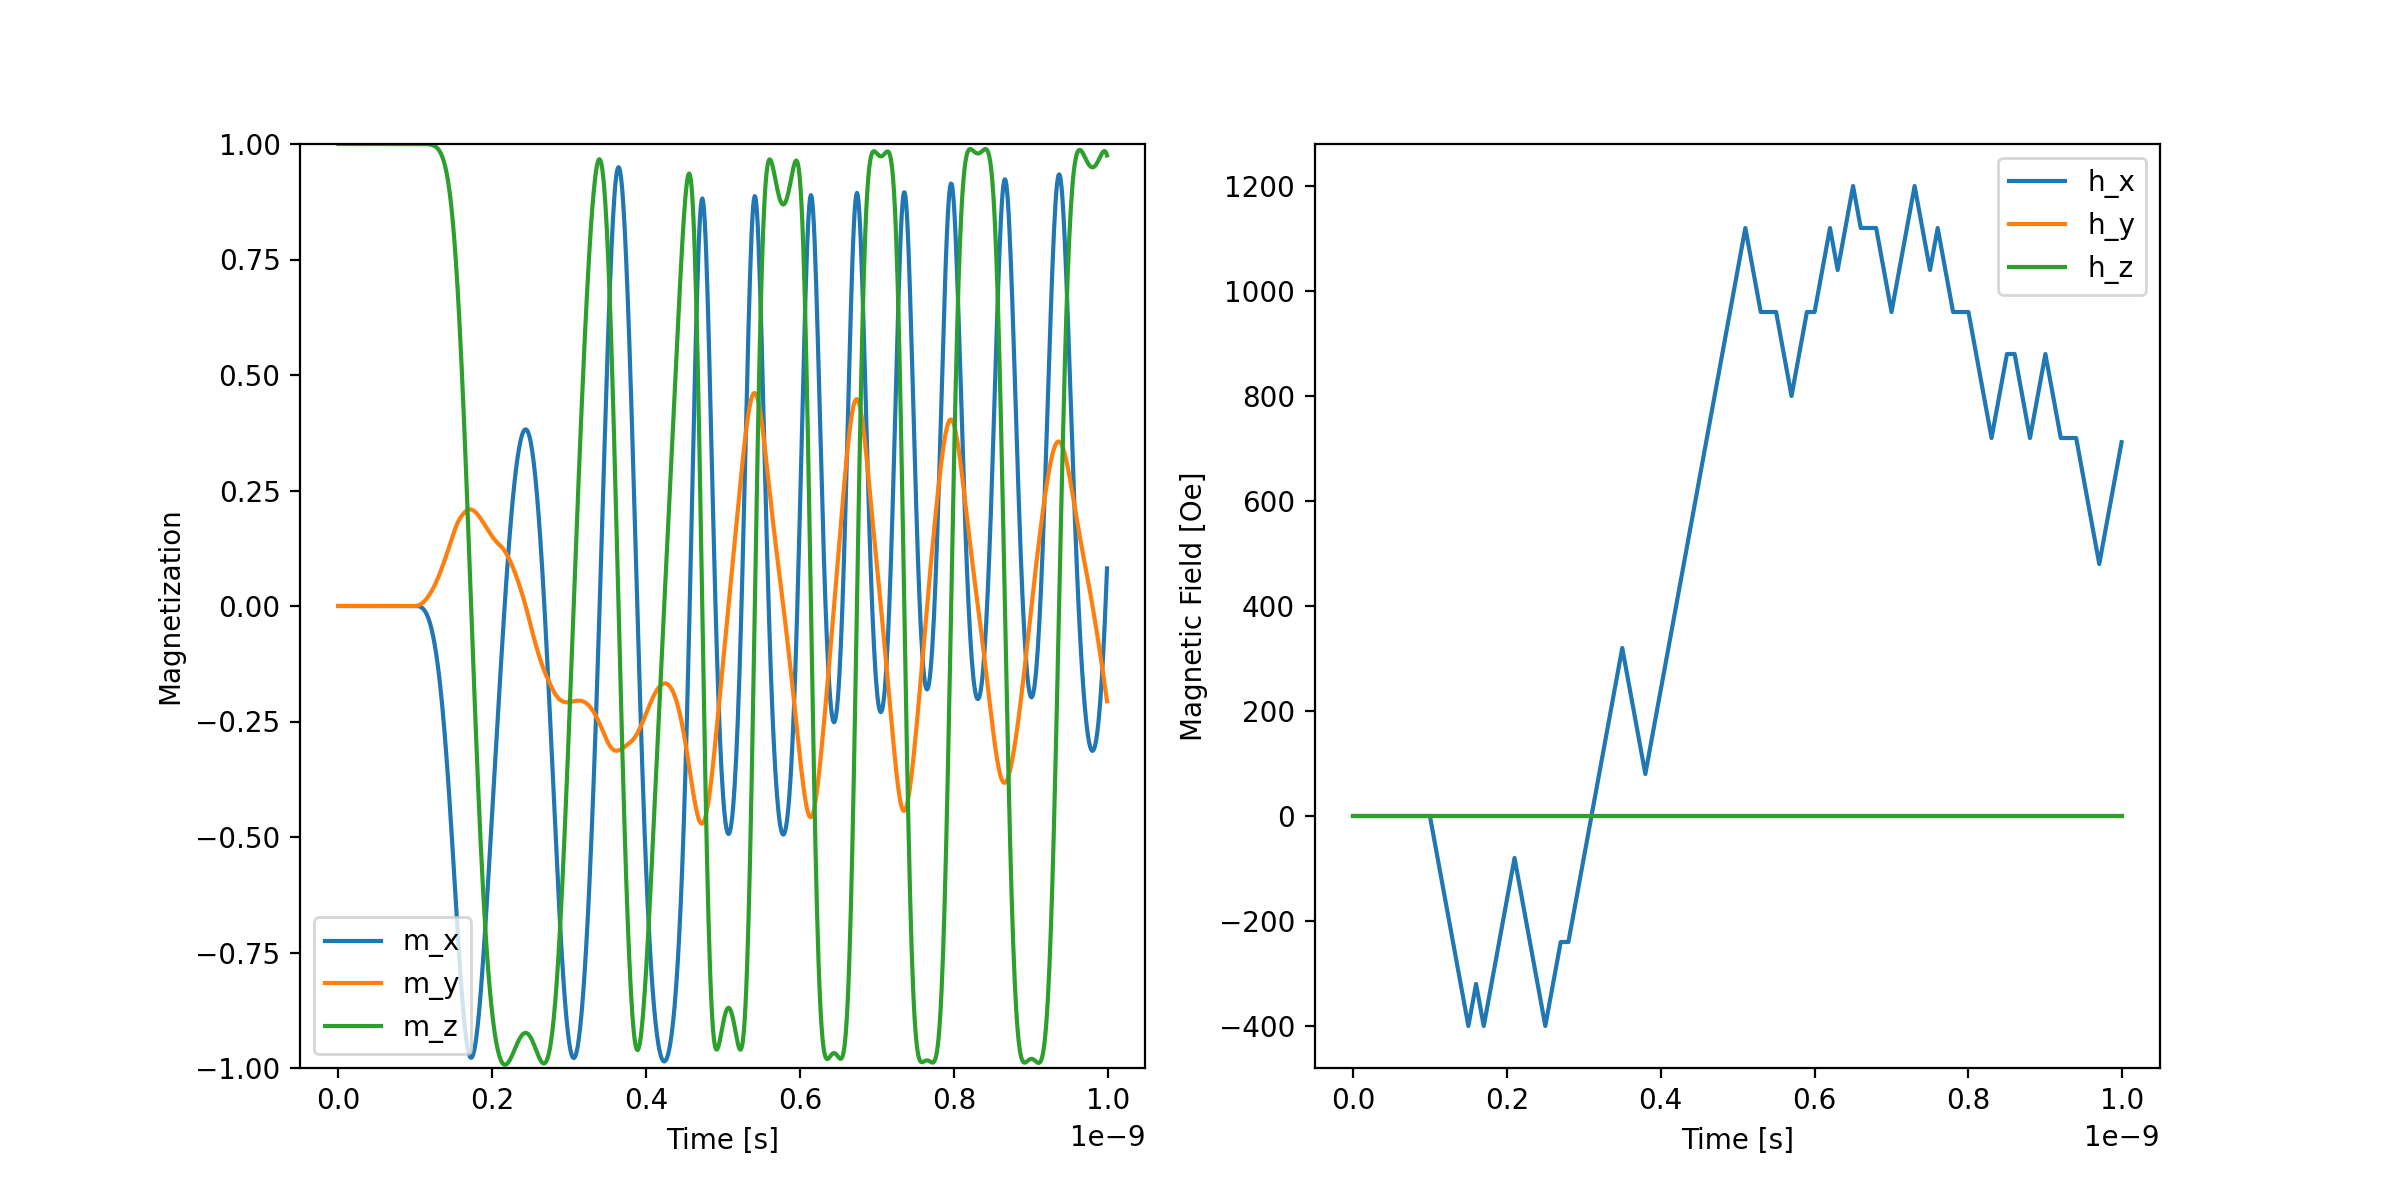 1.00
0.75
0.50
0.25
0.00
−0.25
−0.50
−0.75
−1.00
Magnetization
m_x
m_y
m_z
0.0 0.2 0.4 0.6 0.8 1.0
Time [s]
1e−9
1200
1000
800
600
400
200
0
−200
−400
Magnetic Field [Oe]
h_x
h_y
h_z
0.0 0.2 0.4 0.6 0.8 1.0
Time [s]
1e−9